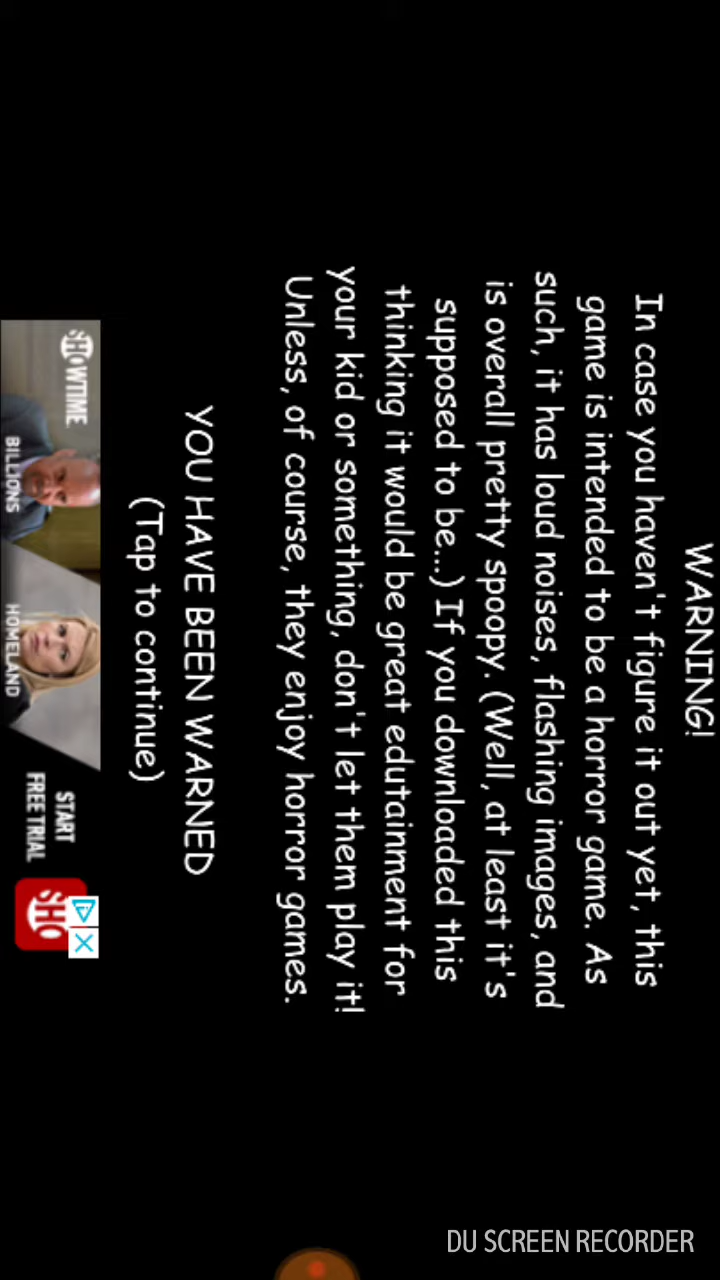 WARNING!
In case you haven't figure it out yet, this
game is intended to be a horror game. As
such, it has loud noises, flashing images, and
is overall pretty spoopy. (Well, at least it's
supposed to be...) If you downloaded this
thinking it would be great edutainment for
your kid or something, don't let them play it!
Unless, of course, they enjoy horror games.
YOU HAVE BEEN WARNED
(Tap to continue)
SHOWTIME
BILLIONS
HOMELAND
START
FREE TRIAL
SHO
DU SCREEN RECORDER